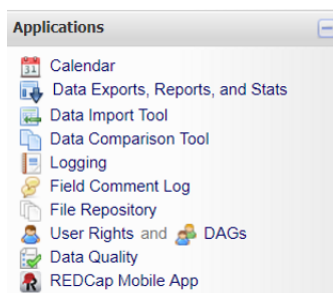 Applications
31
Calendar
Data Exports, Reports, and Stats
Data Import Tool
Data Comparison Tool
Logging
Field Comment Log
File Repository
User Rights and DAGs
Data Quality
REDCap Mobile App